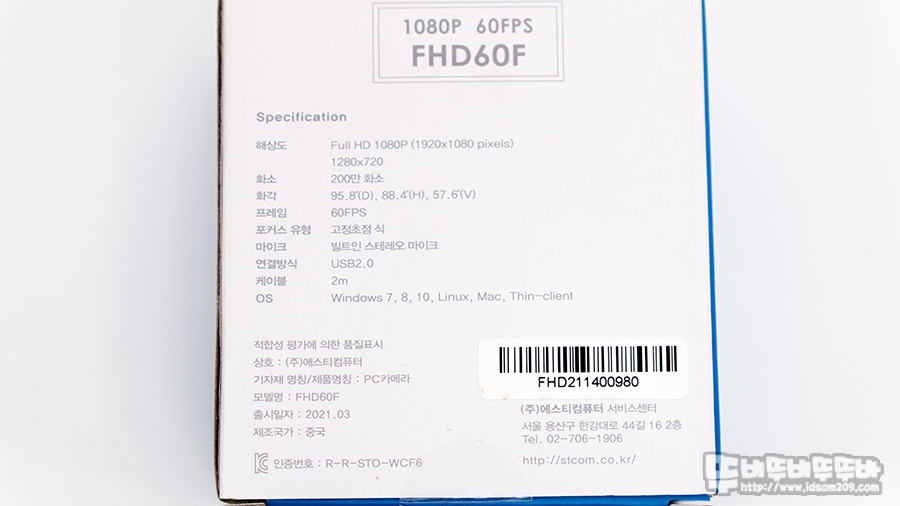 1080P 60FPS
FHD60F
Specification
해상도 Full HD 1080P (1920x1080 pixels)
1280x720
화소 200만 화소
화각 95.8°(D), 88.4°(H), 57.6°(V)
프레임 60FPS
포커스 유형 고정초점 식
마이크 빌트인 스테레오 마이크
연결방식 USB2.0
케이블 2m
OS Windows 7, 8, 10, Linux, Mac, Thin-client
적합성 평가에 의한 품질표시
상호 : (주)에스티컴퓨터
기자재 명칭/제품명칭 : PC카메라
모델명 : FHD60F
출시일자 : 2021.03
제조국가 : 중국
인증번호 : R-R-STO-WCF6
FHD211400980
(주)에스티컴퓨터 서비스센터
서울 용산구 한강대로 44길 16 2층
Tel. 02-706-1906
http://stcom.co.kr/
뚜바뚜바뚜뚜바
http://www.idsam209.com